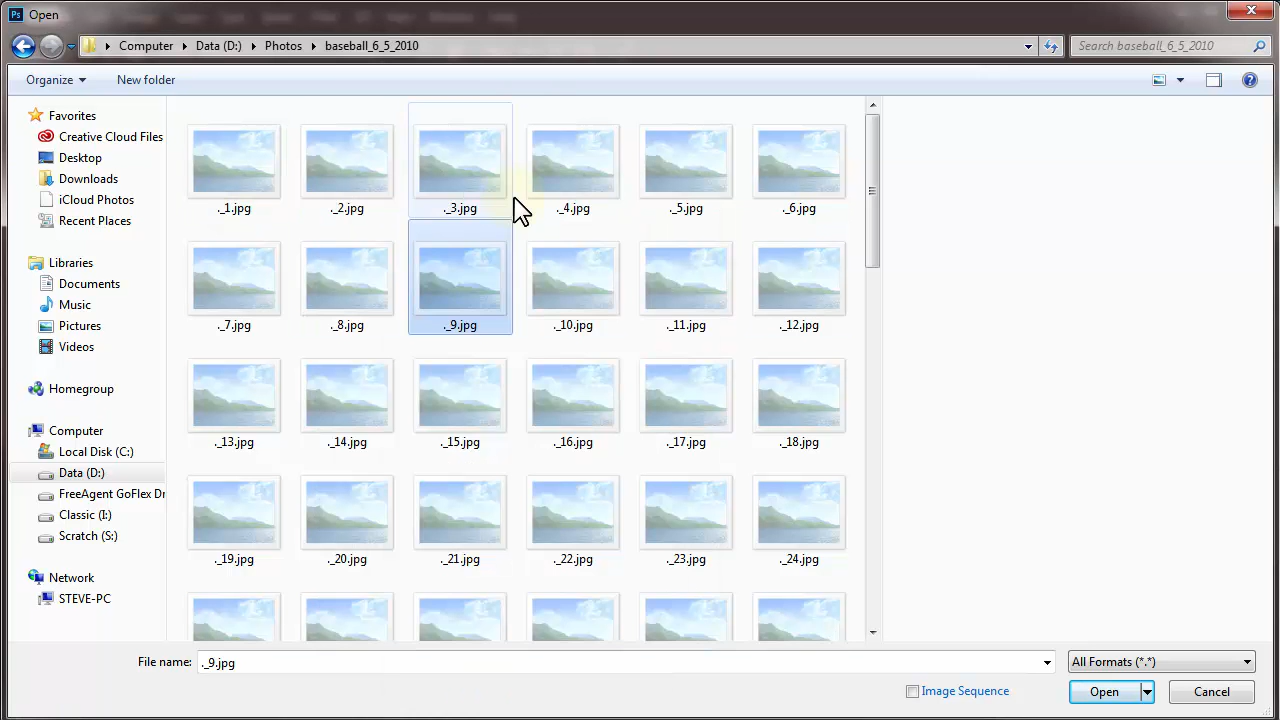 Ps Open
Computer Data (D:) Photos baseball_6_5_2010 Search baseball_6_5_2010
Organize New folder
Favorites
Creative Cloud Files
Desktop
Downloads
iCloud Photos
Recent Places
Libraries
Documents
Music
Pictures
Videos
Homegroup
Computer
Local Disk (C:)
Data (D:)
FreeAgent GoFlex Dr
Classic (I:)
Scratch (S:)
Network
STEVE-PC
._1.jpg ._2.jpg ._3.jpg ._4.jpg ._5.jpg ._6.jpg
._7.jpg ._8.jpg ._9.jpg ._10.jpg ._11.jpg ._12.jpg
._13.jpg ._14.jpg ._15.jpg ._16.jpg ._17.jpg ._18.jpg
._19.jpg ._20.jpg ._21.jpg ._22.jpg ._23.jpg ._24.jpg
File name: ._9.jpg All Formats (*.*)
Image Sequence
Open Cancel